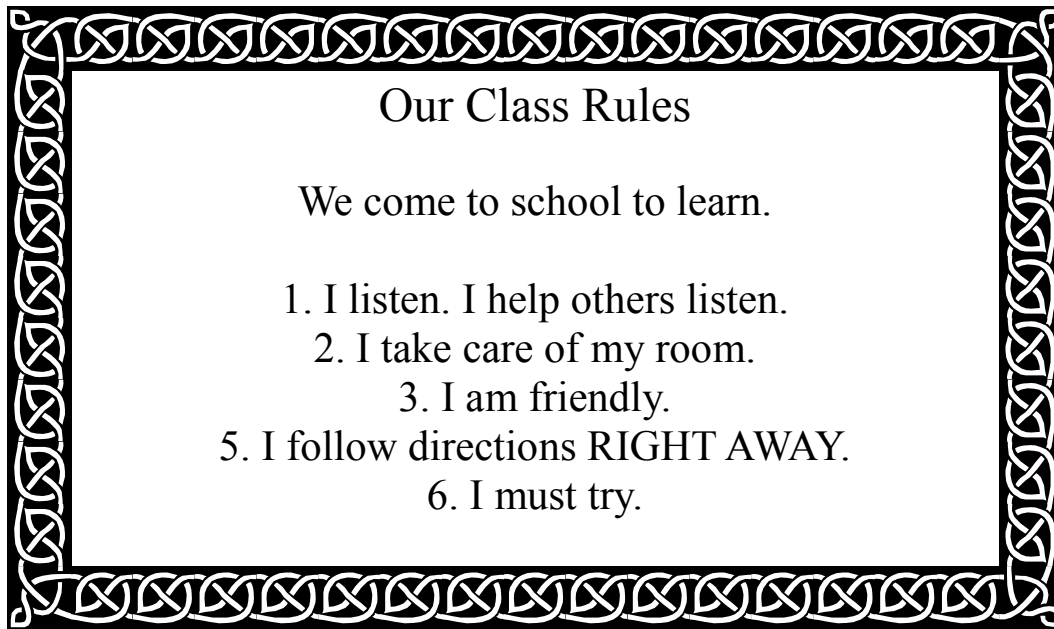 Our Class Rules
We come to school to learn.
1. I listen. I help others listen.
2. I take care of my room.
3. I am friendly.
5. I follow directions RIGHT AWAY.
6. I must try.